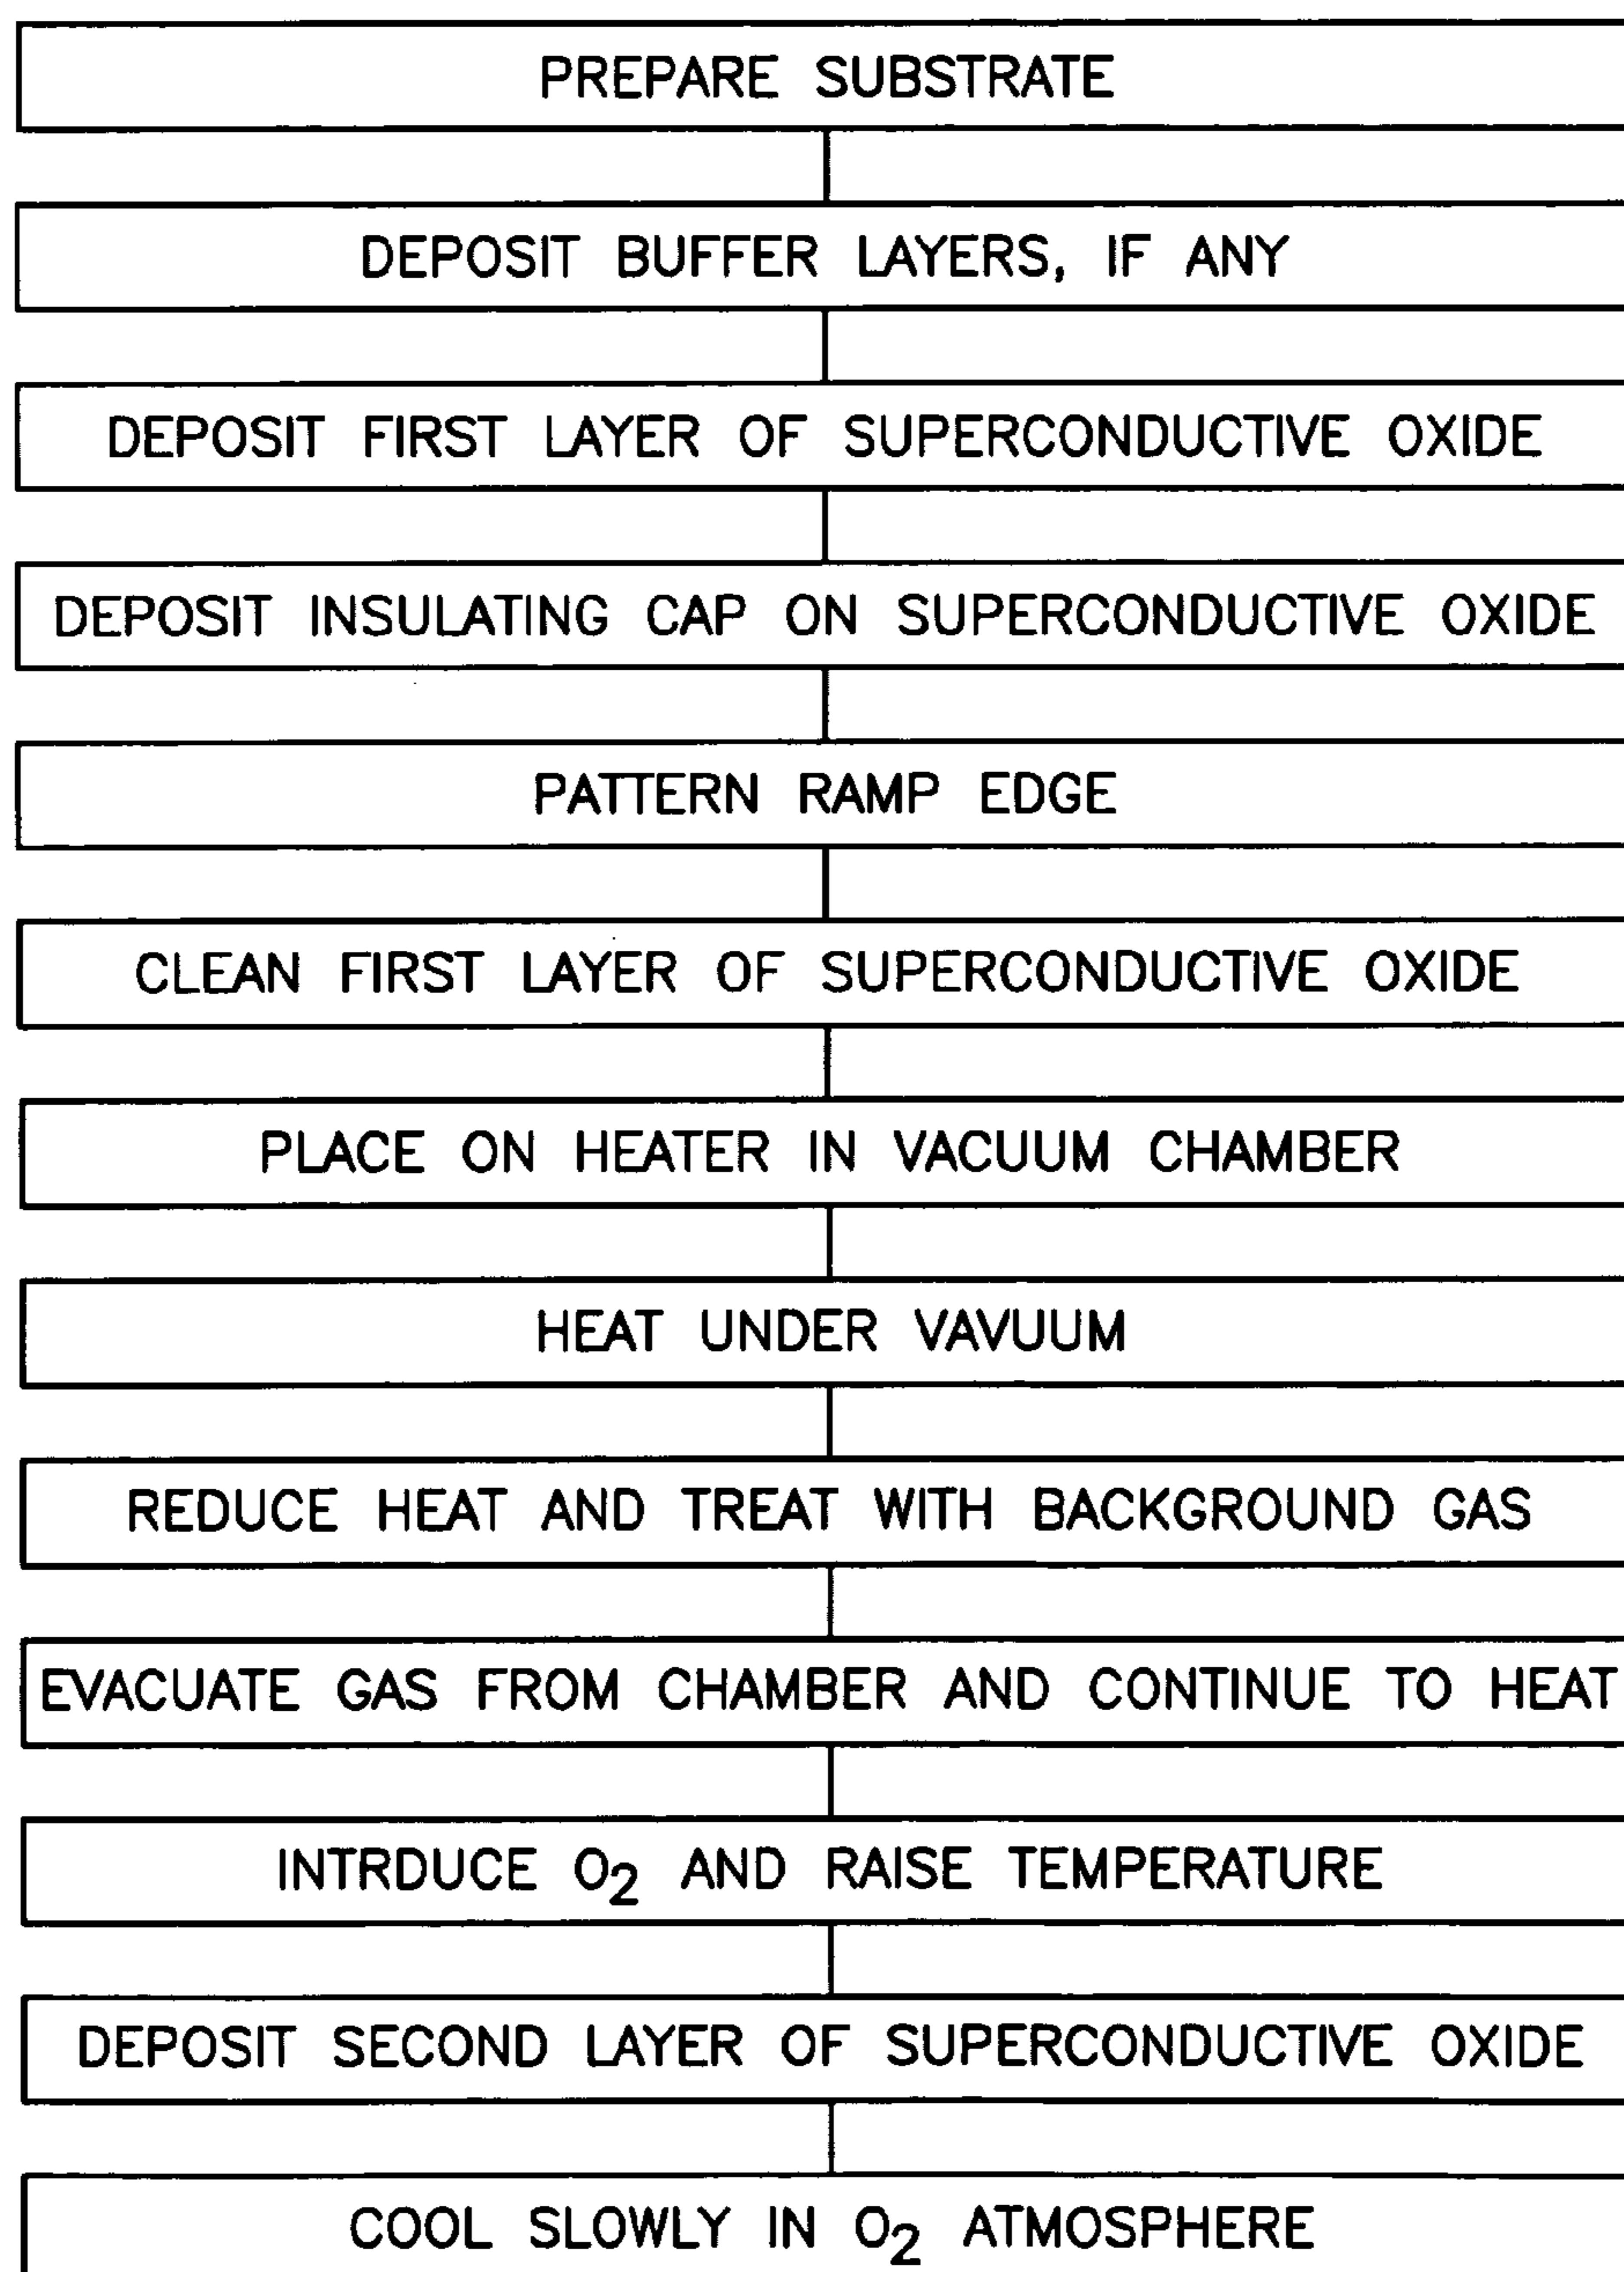 PREPARE SUBSTRATE
DEPOSIT BUFFER LAYERS, IF ANY
DEPOSIT FIRST LAYER OF SUPERCONDUCTIVE OXIDE
DEPOSIT INSULATING CAP ON SUPERCONDUCTIVE OXIDE
PATTERN RAMP EDGE
CLEAN FIRST LAYER OF SUPERCONDUCTIVE OXIDE
PLACE ON HEATER IN VACUUM CHAMBER
HEAT UNDER VAVUUM
REDUCE HEAT AND TREAT WITH BACKGROUND GAS
EVACUATE GAS FROM CHAMBER AND CONTINUE TO HEAT
INTRDUCE O₂ AND RAISE TEMPERATURE
DEPOSIT SECOND LAYER OF SUPERCONDUCTIVE OXIDE
COOL SLOWLY IN O₂ ATMOSPHERE